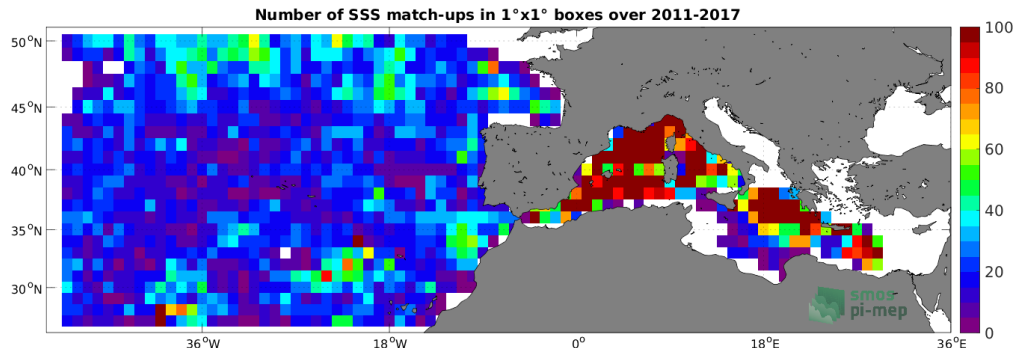 Number of SSS match-ups in 1°x1° boxes over 2011-2017
50°N
45°N
40°N
35°N
30°N
36°W
18°W
0°
18°E
36°E
100
80
60
40
20
0
smos
pi-mep